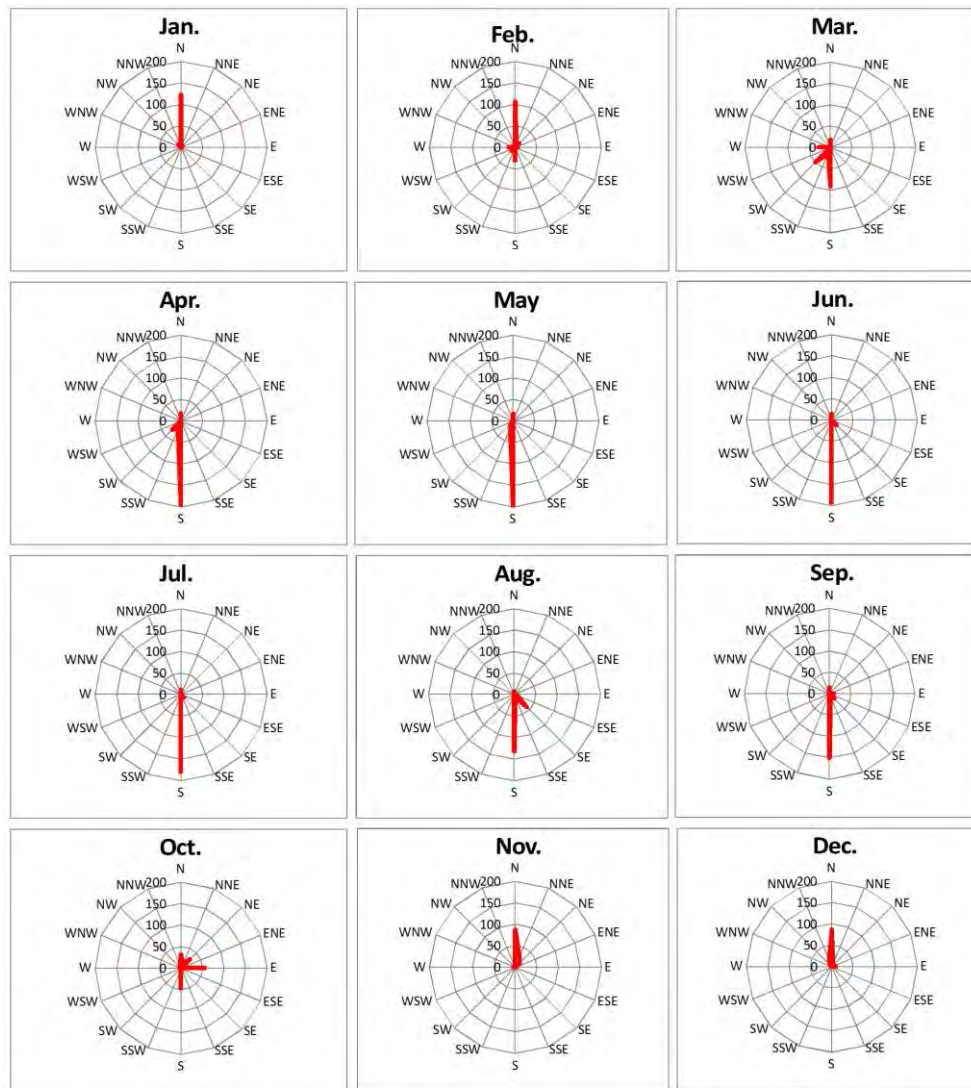 Jan.
N
NNW 200 NNE
NW 150 NE
WNW 100 ENE
50
W 0 E
WSW ESE
SW SE
SSW SSE
S
Feb.
N
NNW 200 NNE
NW 150 NE
WNW 100 ENE
50
W 0 E
WSW ESE
SW SE
SSW SSE
S
Mar.
N
NNW 200 NNE
NW 150 NE
WNW 100 ENE
50
W 0 E
WSW ESE
SW SE
SSW SSE
S
Apr.
N
NNW 200 NNE
NW 150 NE
WNW 100 ENE
50
W 0 E
WSW ESE
SW SE
SSW SSE
S
May
N
NNW 200 NNE
NW 150 NE
WNW 100 ENE
50
W 0 E
WSW ESE
SW SE
SSW SSE
S
Jun.
N
NNW 200 NNE
NW 150 NE
WNW 100 ENE
50
W 0 E
WSW ESE
SW SE
SSW SSE
S
Jul.
N
NNW 200 NNE
NW 150 NE
WNW 100 ENE
50
W 0 E
WSW ESE
SW SE
SSW SSE
S
Aug.
N
NNW 200 NNE
NW 150 NE
WNW 100 ENE
50
W 0 E
WSW ESE
SW SE
SSW SSE
S
Sep.
N
NNW 200 NNE
NW 150 NE
WNW 100 ENE
50
W 0 E
WSW ESE
SW SE
SSW SSE
S
Oct.
N
NNW 200 NNE
NW 150 NE
WNW 100 ENE
50
W 0 E
WSW ESE
SW SE
SSW SSE
S
Nov.
N
NNW 200 NNE
NW 150 NE
WNW 100 ENE
50
W 0 E
WSW ESE
SW SE
SSW SSE
S
Dec.
N
NNW 200 NNE
NW 150 NE
WNW 100 ENE
50
W 0 E
WSW ESE
SW SE
SSW SSE
S